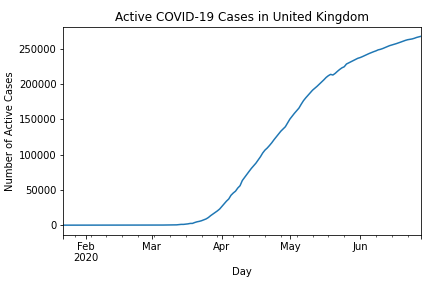 Active COVID-19 Cases in United Kingdom
Number of Active Cases
250000
200000
150000
100000
50000
0
Feb Mar Apr May Jun
2020
Day